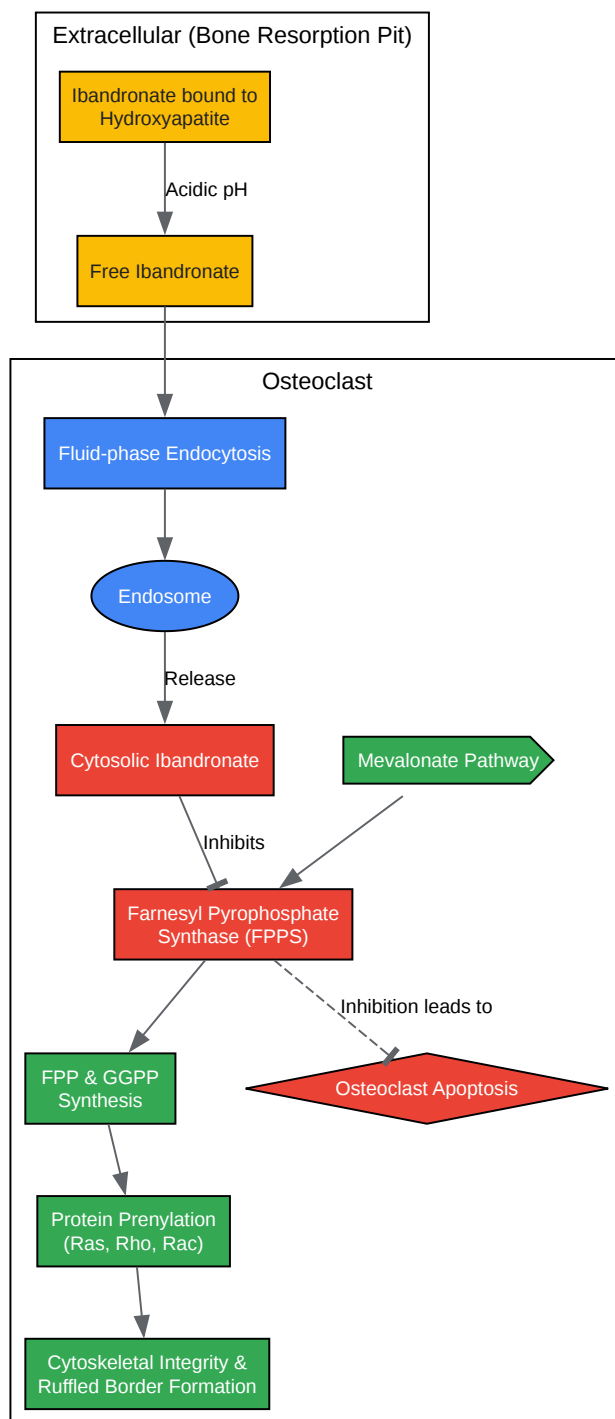 Extracellular (Bone Resorption Pit)
Ibandronate bound to
Hydroxyapatite
Acidic pH
Free Ibandronate
Osteoclast
Fluid-phase Endocytosis
Endosome
Release
Cytosolic Ibandronate
Mevalonate Pathway
Inhibits
Farnesyl Pyrophosphate
Synthase (FPPS)
Inhibition leads to
FPP & GGPP
Synthesis
Osteoclast Apoptosis
Protein Prenylation
(Ras, Rho, Rac)
Cytoskeletal Integrity &
Ruffled Border Formation